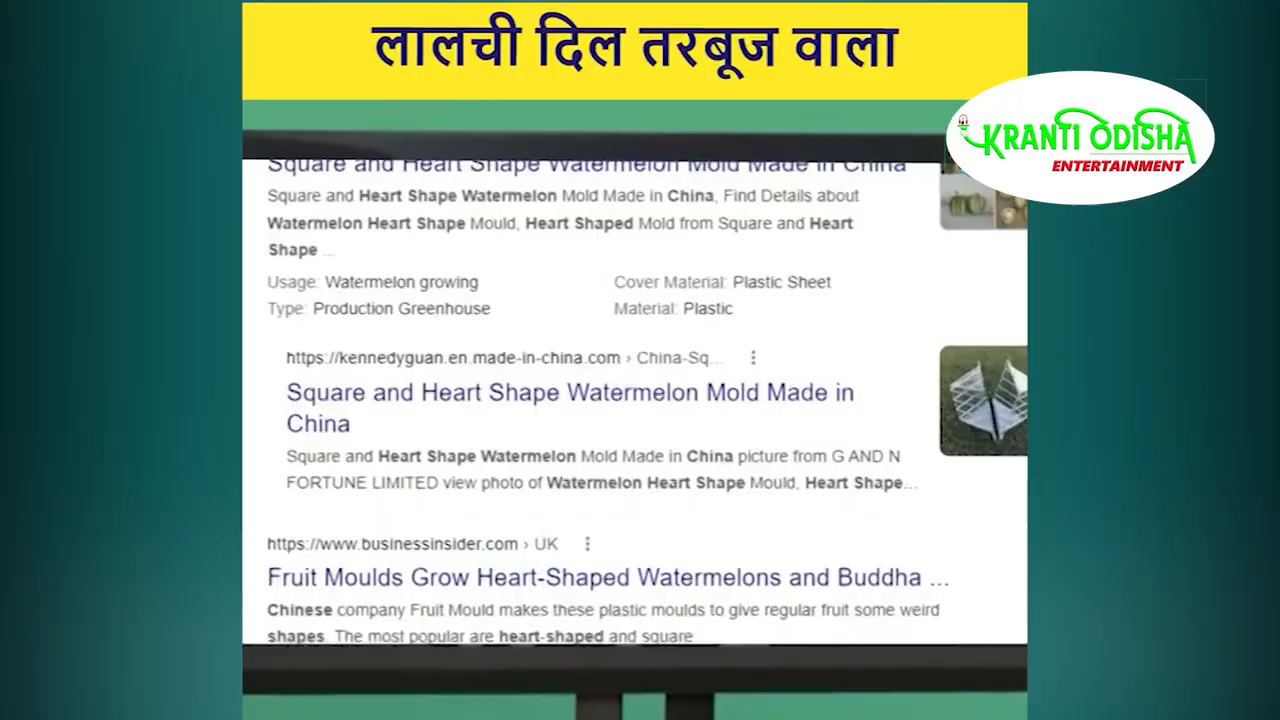 लालची दिल तरबूज वाला
KRANTI ODISHA
ENTERTAINMENT
Square and Heart Shape Watermelon Mold Made in China
Square and Heart Shape Watermelon Mold Made in China, Find Details about
Watermelon Heart Shape Mould, Heart Shaped Mold from Square and Heart
Shape ...
Usage: Watermelon growing Cover Material: Plastic Sheet
Type: Production Greenhouse Material: Plastic
https://kennedyguan.en.made-in-china.com › China-Sq...
Square and Heart Shape Watermelon Mold Made in
China
Square and Heart Shape Watermelon Mold Made in China picture from G AND N
FORTUNE LIMITED view photo of Watermelon Heart Shape Mould, Heart Shape...
https://www.businessinsider.com › UK
Fruit Moulds Grow Heart-Shaped Watermelons and Buddha ...
Chinese company Fruit Mould makes these plastic moulds to give regular fruit some weird
shapes. The most popular are heart-shaped and square